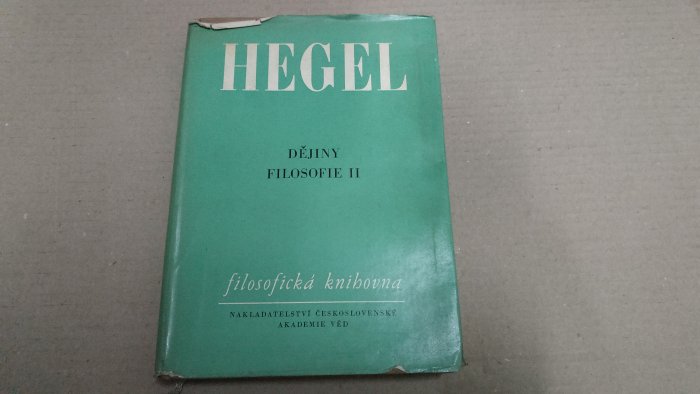 HEGEL
DĚJINY
FILOSOFIE II
filosofická knihovna
NAKLADATELSTVÍ ČESKOSLOVENSKÉ
AKADEMIE VĚD